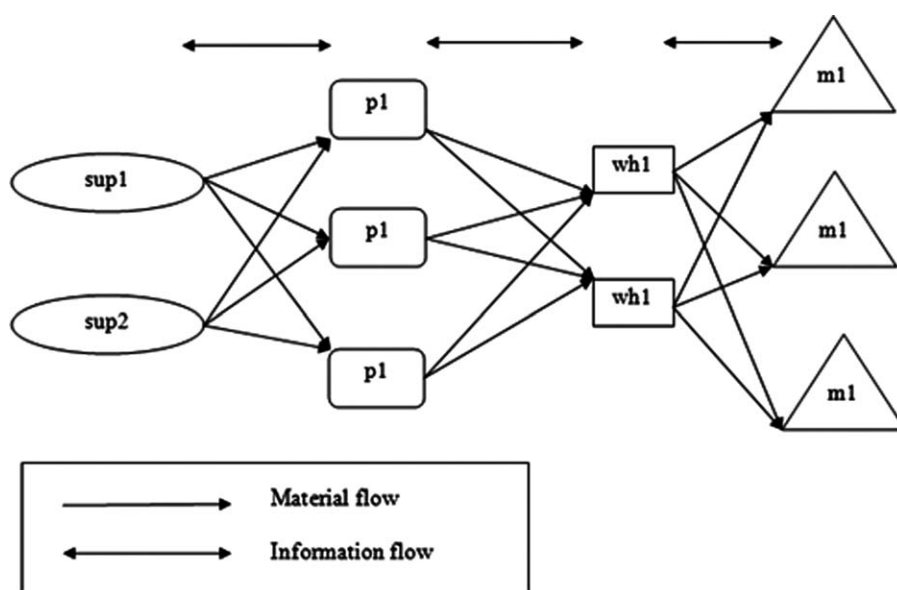 m1
p1
sup1
wh1
p1
m1
sup2
wh1
p1
m1
Material flow
Information flow